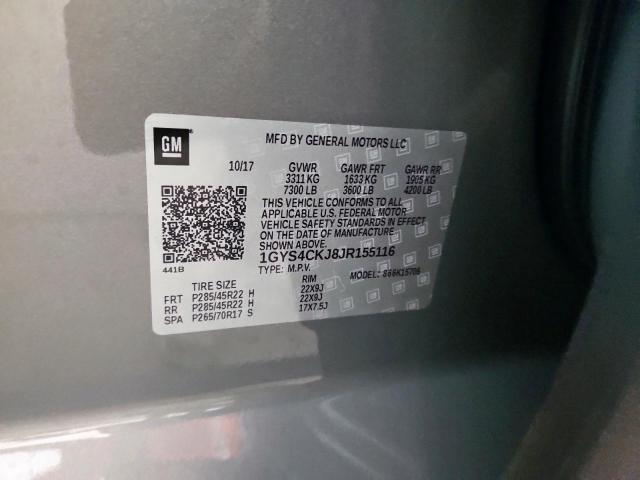 GM
MFD BY GENERAL MOTORS LLC
10/17 GVWR GAWR FRT GAWR RR
3311 KG 1633 KG 1905 KG
7300 LB 3600 LB 4200 LB
THIS VEHICLE CONFORMS TO ALL
APPLICABLE U.S. FEDERAL MOTOR
VEHICLE SAFETY STANDARDS IN EFFECT
ON THE DATE OF MANUFACTURE
SHOWN ABOVE.
1GYS4CKJ8JR155116
441B TYPE: M.P.V. MODEL:
TIRE SIZE RIM
FRT P285/45R22 H 22X9J
RR P285/45R22 H 22X9J
SPA P265/70R17 S 17X7.5J